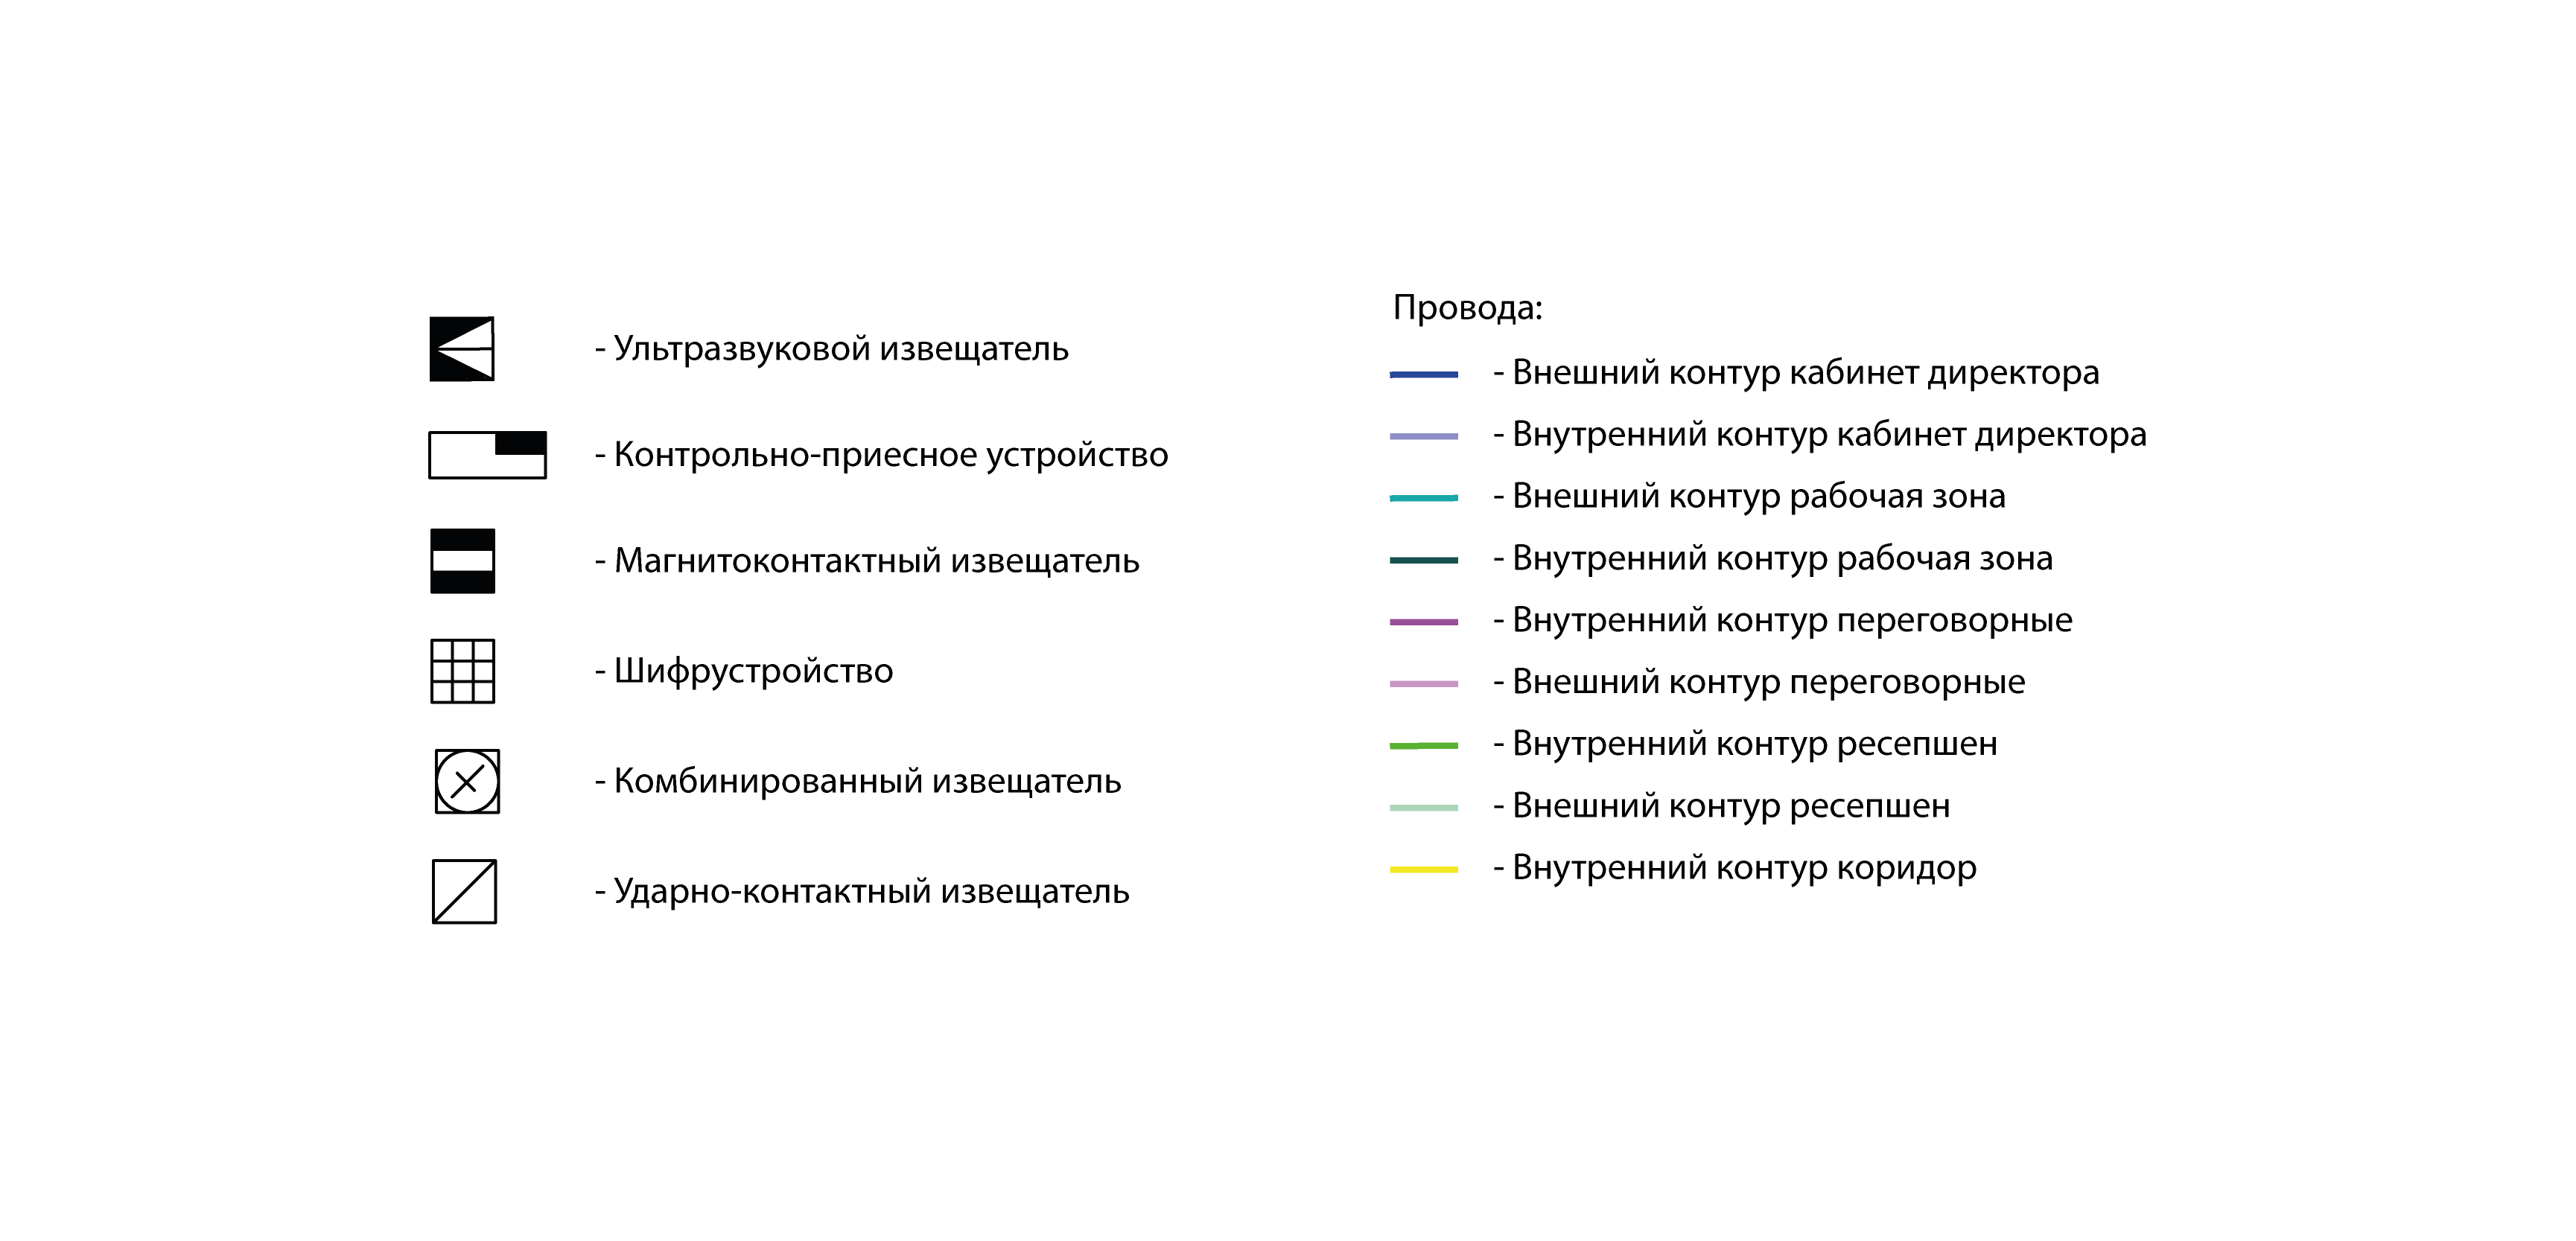 - Ультразвуковой извещатель
- Контрольно-приесное устройство
- Магнитоконтактный извещатель
- Шифрустройство
- Комбинированный извещатель
- Ударно-контактный извещатель
Провода:
- Внешний контур кабинет директора
- Внутренний контур кабинет директора
- Внешний контур рабочая зона
- Внутренний контур рабочая зона
- Внутренний контур переговорные
- Внешний контур переговорные
- Внутренний контур ресепшен
- Внешний контур ресепшен
- Внутренний контур коридор